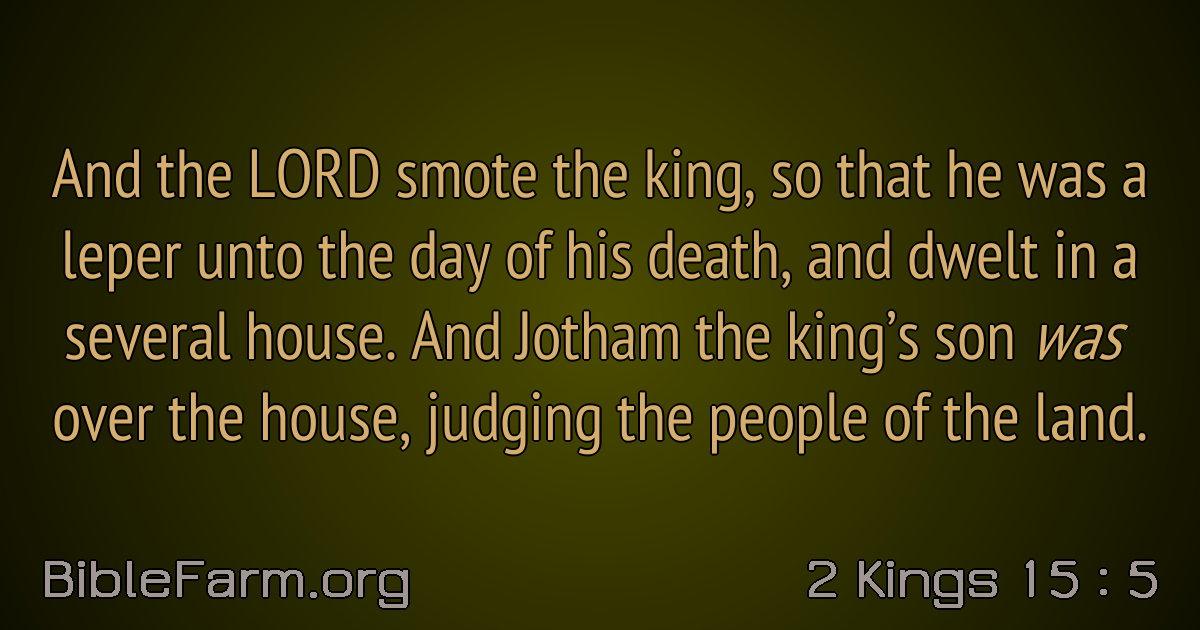 And the LORD smote the king, so that he was a
leper unto the day of his death, and dwelt in a
several house. And Jotham the king’s son was
over the house, judging the people of the land.
BibleFarm.org
2 Kings 15 : 5